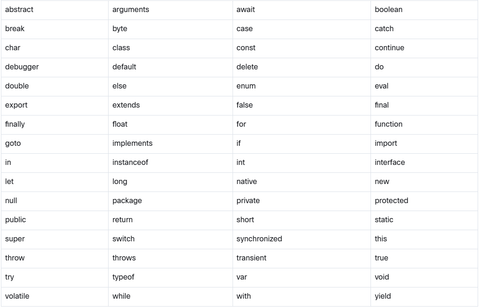 abstract arguments await boolean
break byte case catch
char class const continue
debugger default delete do
double else enum eval
export extends false final
finally float for function
goto implements if import
in instanceof int interface
let long native new
null package private protected
public return short static
super switch synchronized this
throw throws transient true
try typeof var void
volatile while with yield